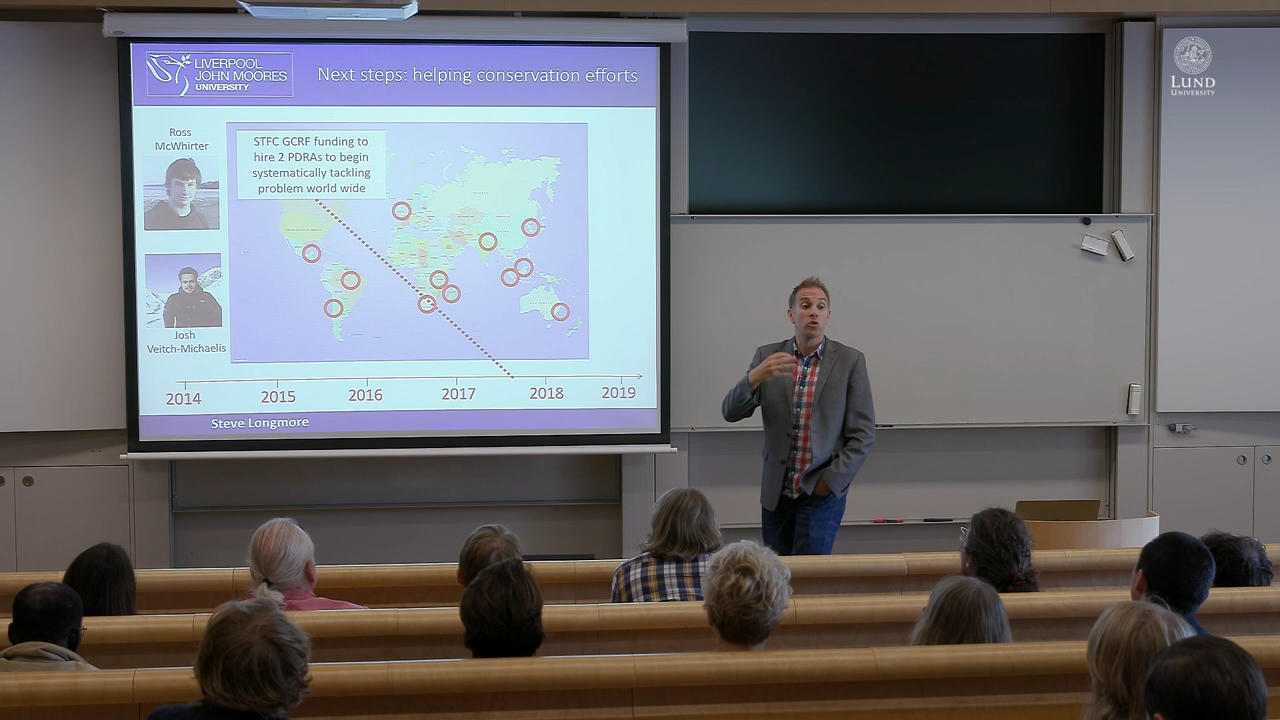 LIVERPOOL
JOHN MOORES
UNIVERSITY
Next steps: helping conservation efforts
Ross
McWhirter
STFC GCRF funding to
hire 2 PDRAs to begin
systematically tackling
problem world wide
Josh
Veitch-Michaelis
2014 2015 2016 2017 2018 2019
Steve Longmore
LUND
UNIVERSITY